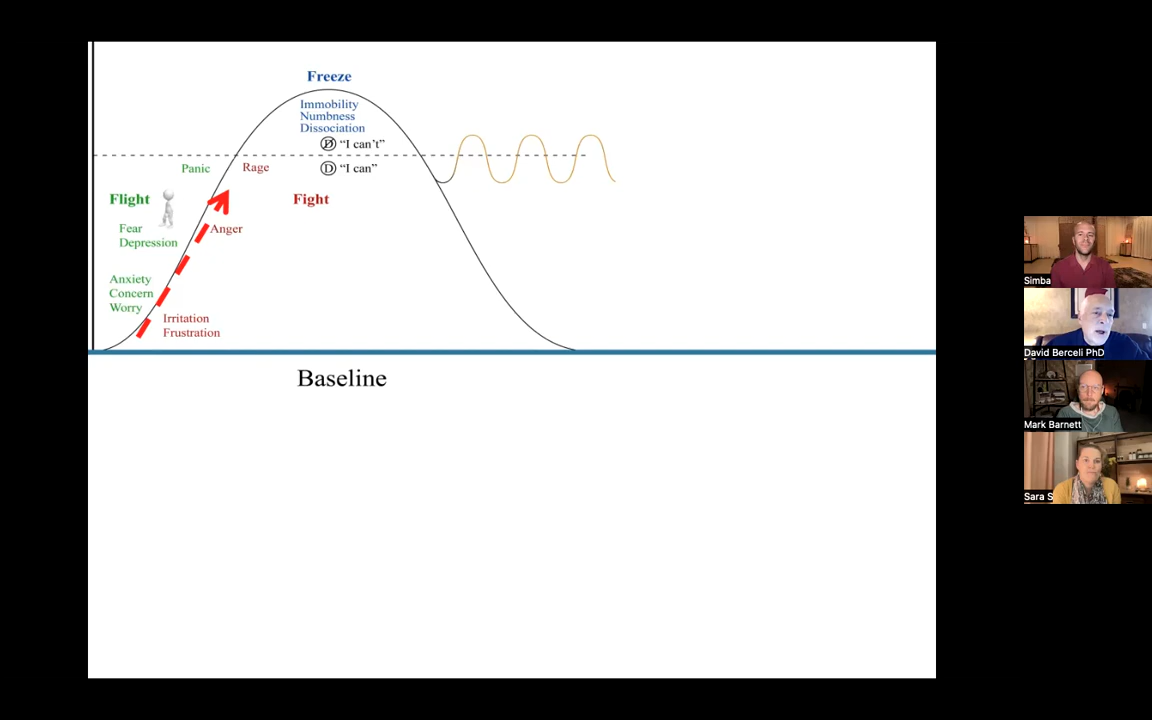 Freeze
Immobility
Numbness
Dissociation
D "I can't"
Panic
Rage
D "I can"
Flight
Fight
Fear
Depression
Anger
Anxiety
Concern
Worry
Irritation
Frustration
Baseline
Simba
David Berceli PhD
Mark Barnett
Sara S